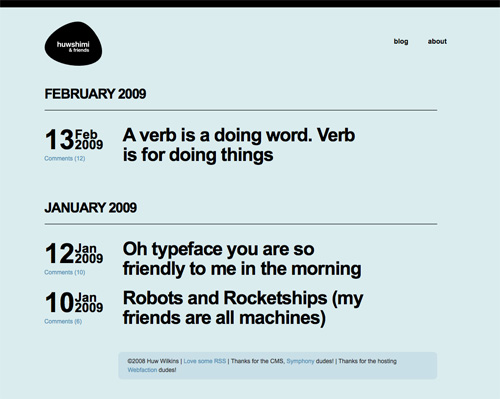 huwshimi
& friends
blog about
FEBRUARY 2009
13 Feb 2009
Comments (12)
A verb is a doing word. Verb
is for doing things
JANUARY 2009
12 Jan 2009
Comments (10)
Oh typeface you are so
friendly to me in the morning
10 Jan 2009
Comments (6)
Robots and Rocketships (my
friends are all machines)
©2008 Huw Wilkins | Love some RSS | Thanks for the CMS, Symphony dudes! | Thanks for the hosting
Webfaction dudes!